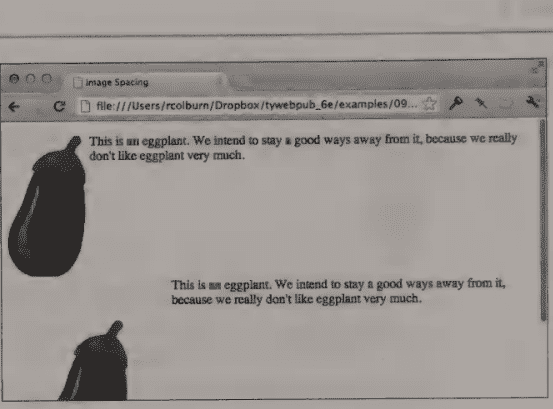 Image Spacing
file:///Users/rcolburn/Dropbox/tywebpub_6e/examples/09...
This is an eggplant. We intend to stay a good ways away from it, because we really
don't like eggplant very much.
This is an eggplant. We intend to stay a good ways away from it,
because we really don't like eggplant very much.